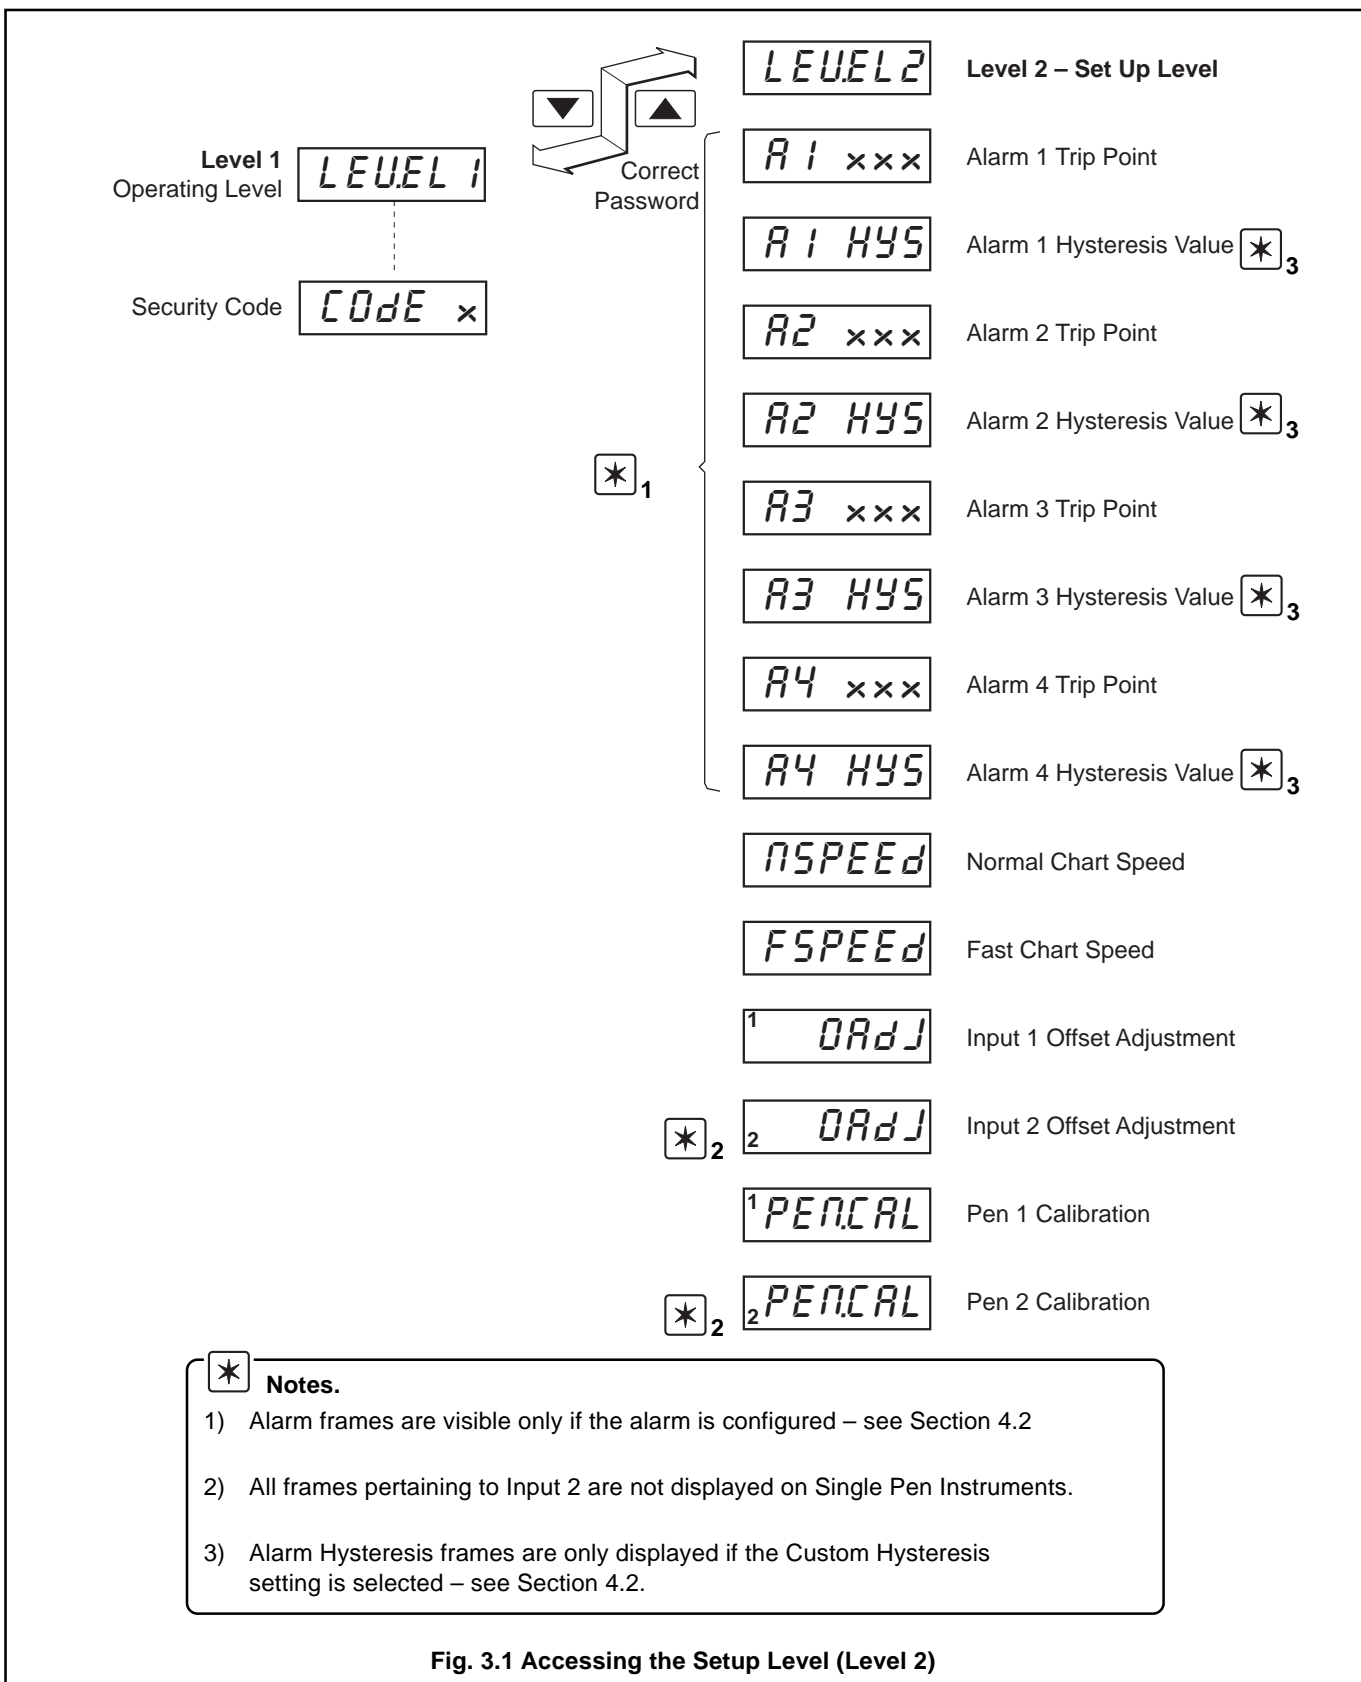 LEV.EL 2 Level 2 – Set Up Level
Level 1
Operating Level LEV.EL 1
Correct
Password
A1 xxx Alarm 1 Trip Point
A1 HYS Alarm 1 Hysteresis Value * 3
Security Code COdE x
A2 xxx Alarm 2 Trip Point
A2 HYS Alarm 2 Hysteresis Value * 3
* 1
A3 xxx Alarm 3 Trip Point
A3 HYS Alarm 3 Hysteresis Value * 3
A4 xxx Alarm 4 Trip Point
A4 HYS Alarm 4 Hysteresis Value * 3
NSPEEd Normal Chart Speed
FSPEEd Fast Chart Speed
1 OAdJ Input 1 Offset Adjustment
* 2 2 OAdJ Input 2 Offset Adjustment
1 PEN.CAL Pen 1 Calibration
* 2 2 PEN.CAL Pen 2 Calibration
* Notes.
1) Alarm frames are visible only if the alarm is configured – see Section 4.2
2) All frames pertaining to Input 2 are not displayed on Single Pen Instruments.
3) Alarm Hysteresis frames are only displayed if the Custom Hysteresis
setting is selected – see Section 4.2.
Fig. 3.1 Accessing the Setup Level (Level 2)